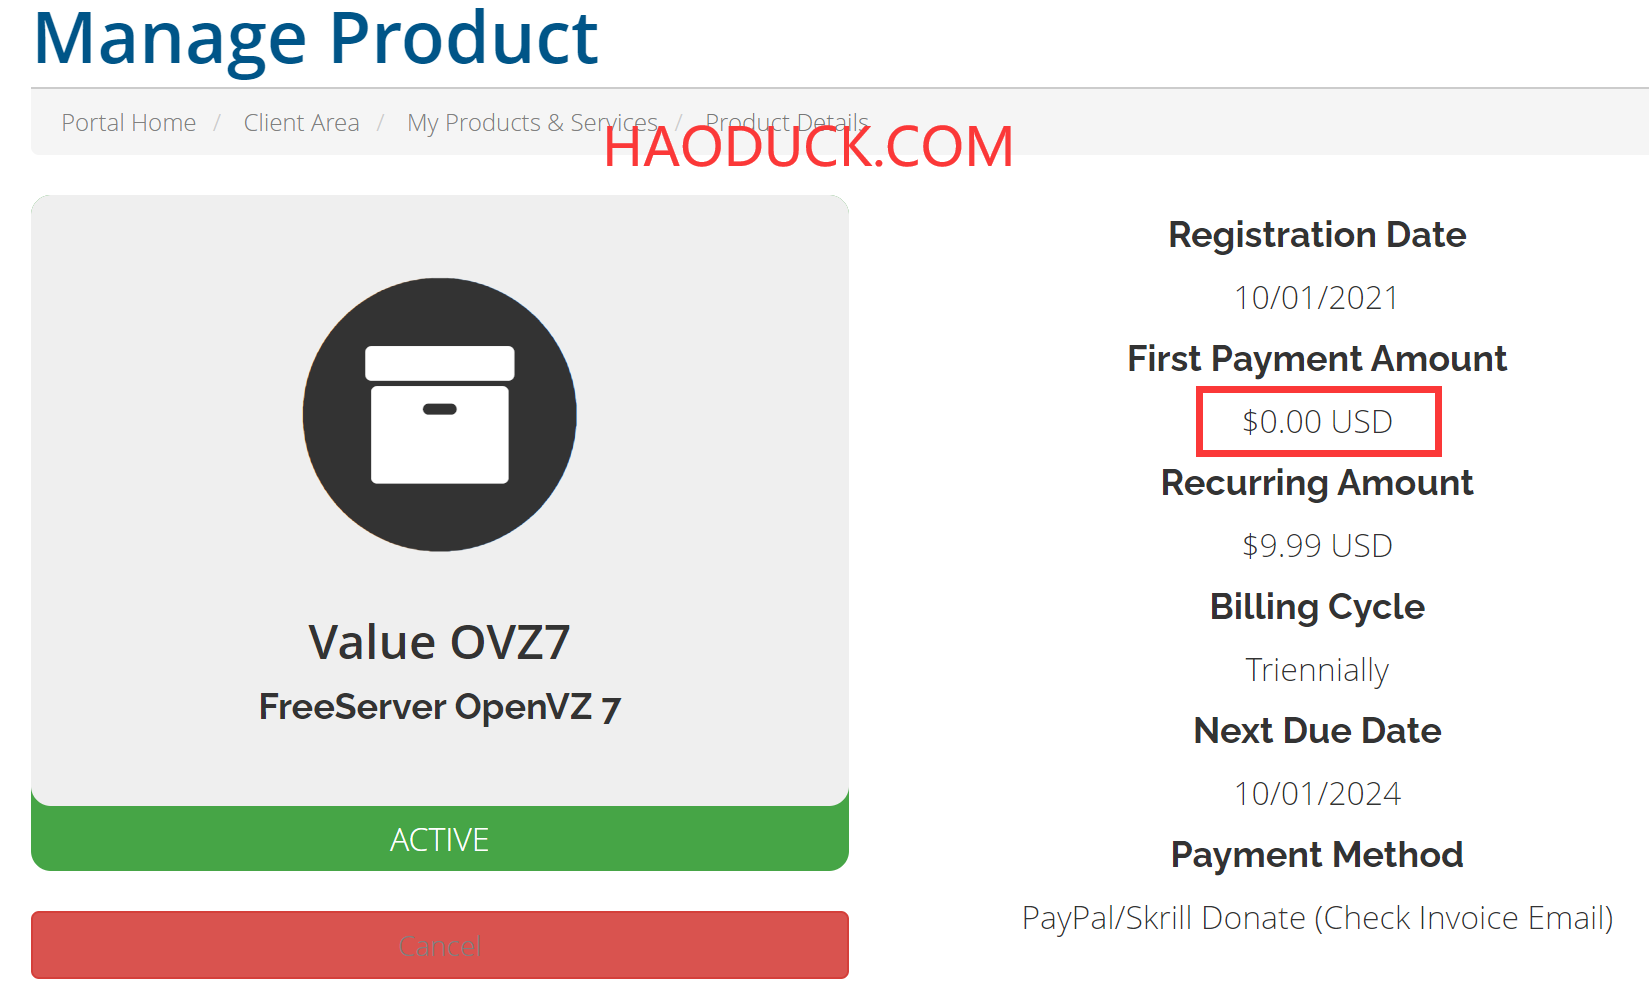 Manage Product
Portal Home / Client Area / My Products & Services / Product Details
HAODUCK.COM
Value OVZ7
FreeServer OpenVZ 7
ACTIVE
Cancel
Registration Date
10/01/2021
First Payment Amount
$0.00 USD
Recurring Amount
$9.99 USD
Billing Cycle
Triennially
Next Due Date
10/01/2024
Payment Method
PayPal/Skrill Donate (Check Invoice Email)